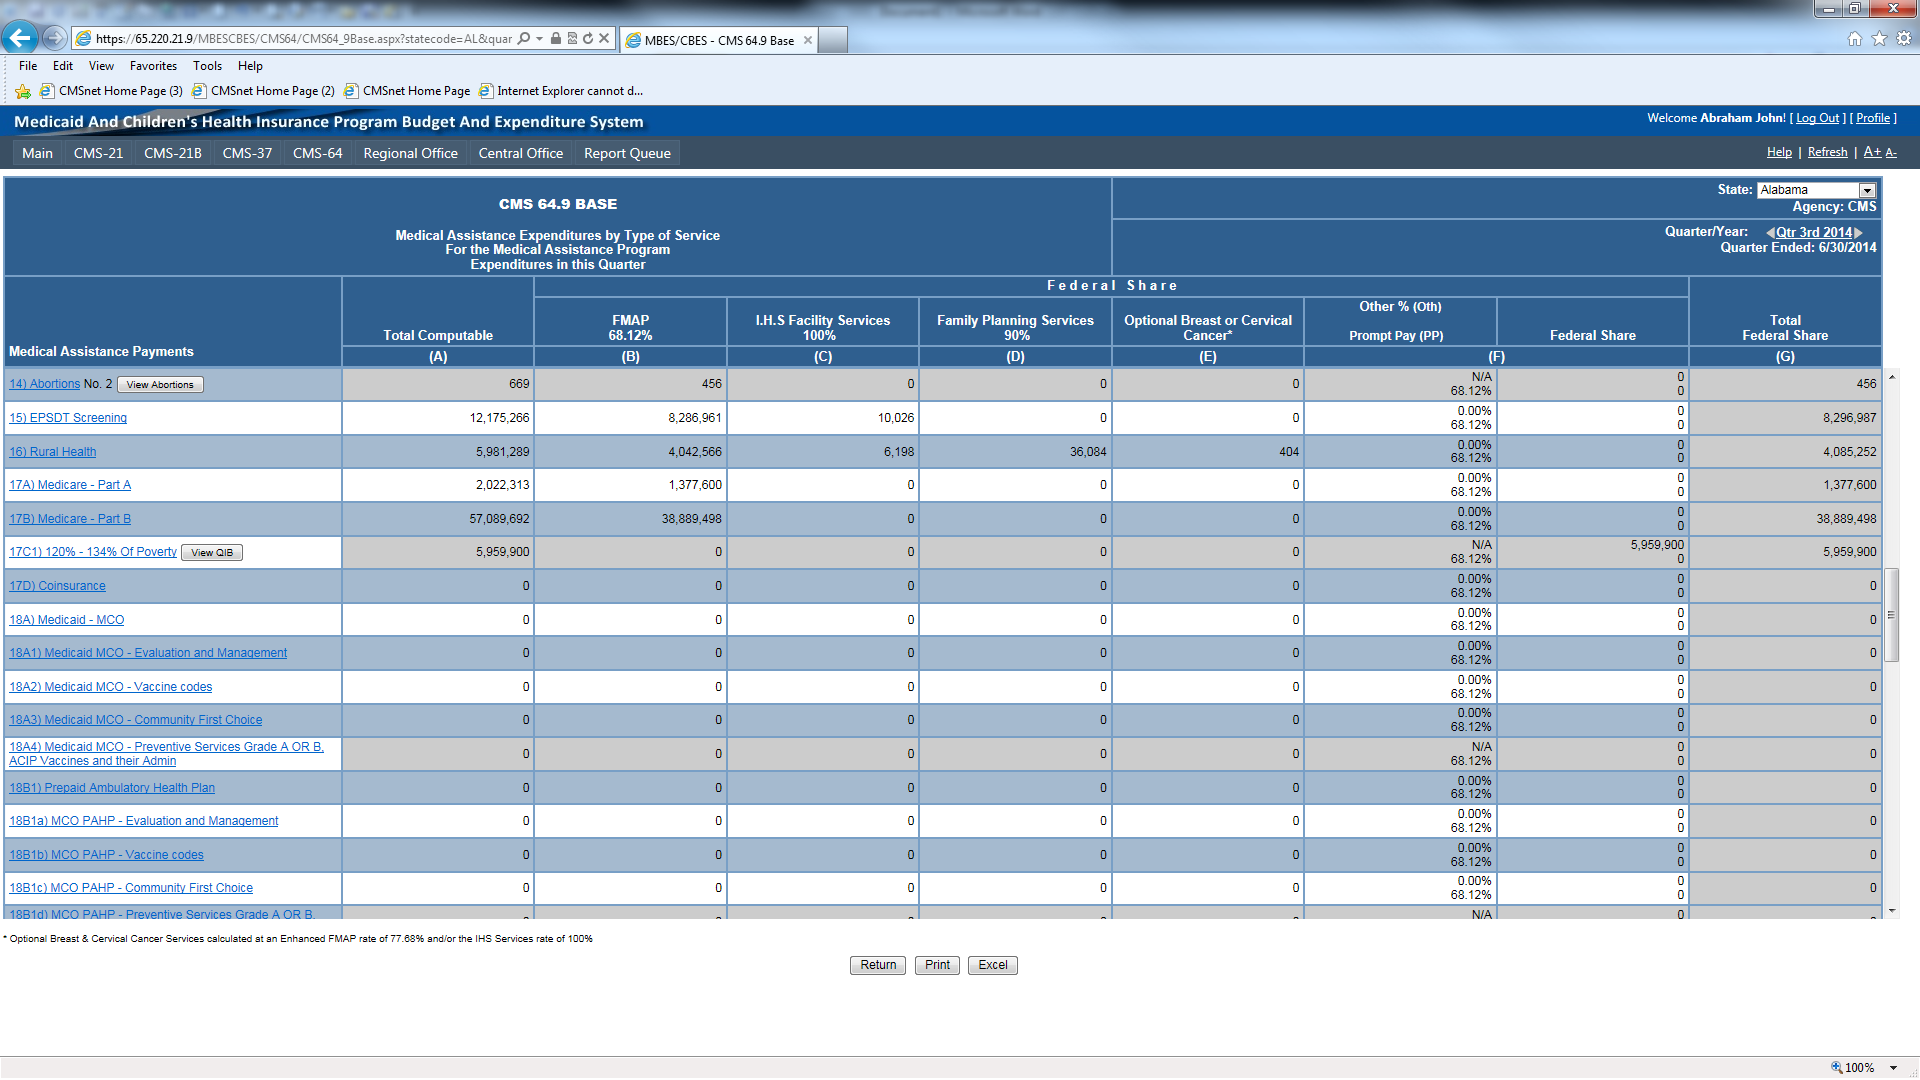 https://65.220.21.9/MBESCBES/CMS64/CMS64_9Base.aspx?statecode=AL&quar
MBES/CBES - CMS 64.9 Base
File Edit View Favorites Tools Help
CMSnet Home Page (3) CMSnet Home Page (2) CMSnet Home Page Internet Explorer cannot d...
Medicaid And Children's Health Insurance Program Budget And Expenditure System
Welcome Abraham John! [ Log Out ] [ Profile ]
Main CMS-21 CMS-21B CMS-37 CMS-64 Regional Office Central Office Report Queue
Help | Refresh | A+ A-
CMS 64.9 BASE
Medical Assistance Expenditures by Type of Service
For the Medical Assistance Program
Expenditures in this Quarter
State: Alabama
Agency: CMS
Quarter/Year: Qtr 3rd 2014
Quarter Ended: 6/30/2014
Medical Assistance Payments
Total Computable
(A)
Federal Share
FMAP
68.12%
(B)
I.H.S Facility Services
100%
(C)
Family Planning Services
90%
(D)
Optional Breast or Cervical
Cancer*
(E)
Other % (Oth)
Prompt Pay (PP)
Federal Share
(F)
Total
Federal Share
(G)
14) Abortions No. 2 View Abortions 669 456 0 0 0 N/A 0 456
68.12% 0
15) EPSDT Screening 12,175,266 8,286,961 10,026 0 0 0.00% 0 8,296,987
68.12% 0
16) Rural Health 5,981,289 4,042,566 6,198 36,084 404 0.00% 0 4,085,252
68.12% 0
17A) Medicare - Part A 2,022,313 1,377,600 0 0 0 0.00% 0 1,377,600
68.12% 0
17B) Medicare - Part B 57,089,692 38,889,498 0 0 0 0.00% 0 38,889,498
68.12% 0
17C1) 120% - 134% Of Poverty View QIB 5,959,900 0 0 0 0 N/A 5,959,900 5,959,900
68.12% 0
17D) Coinsurance 0 0 0 0 0 0.00% 0 0
68.12% 0
18A) Medicaid - MCO 0 0 0 0 0 0.00% 0 0
68.12% 0
18A1) Medicaid MCO - Evaluation and Management 0 0 0 0 0 0.00% 0 0
68.12% 0
18A2) Medicaid MCO - Vaccine codes 0 0 0 0 0 0.00% 0 0
68.12% 0
18A3) Medicaid MCO - Community First Choice 0 0 0 0 0 0.00% 0 0
68.12% 0
18A4) Medicaid MCO - Preventive Services Grade A OR B, 0 0 0 0 0 N/A 0 0
ACIP Vaccines and their Admin 68.12% 0
18B1) Prepaid Ambulatory Health Plan 0 0 0 0 0 0.00% 0 0
68.12% 0
18B1a) MCO PAHP - Evaluation and Management 0 0 0 0 0 0.00% 0 0
68.12% 0
18B1b) MCO PAHP - Vaccine codes 0 0 0 0 0 0.00% 0 0
68.12% 0
18B1c) MCO PAHP - Community First Choice 0 0 0 0 0 0.00% 0 0
68.12% 0
18B1d) MCO PAHP - Preventive Services Grade A OR B, N/A 0
* Optional Breast & Cervical Cancer Services calculated at an Enhanced FMAP rate of 77.68% and/or the IHS Services rate of 100%
Return Print Excel
100%